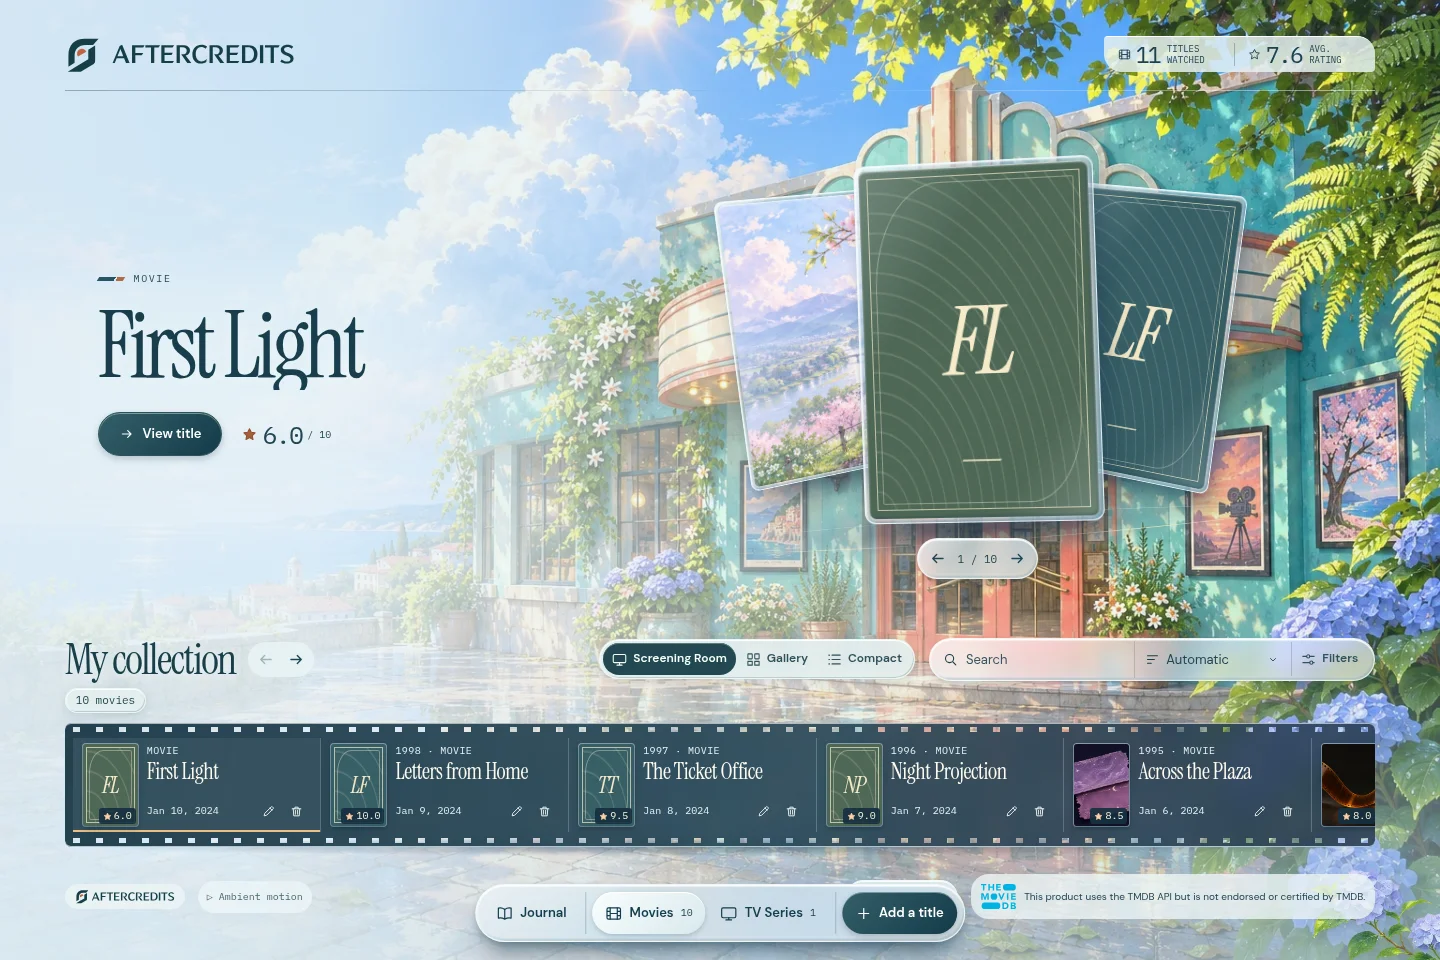 AFTERCREDITS
11 TITLES WATCHED
7.6 AVG. RATING
MOVIE
First Light
→ View title
★ 6.0 / 10
FL
LF
← 1 / 10 →
My collection ← →
10 movies
Screening Room
Gallery
Compact
Search
Automatic
Filters
FL
★ 6.0
MOVIE
First Light
Jan 10, 2024
LF
★ 10.0
1998 · MOVIE
Letters from Home
Jan 9, 2024
TT
★ 9.5
1997 · MOVIE
The Ticket Office
Jan 8, 2024
NP
★ 9.0
1996 · MOVIE
Night Projection
Jan 7, 2024
★ 8.5
1995 · MOVIE
Across the Plaza
Jan 6, 2024
★ 8.0
AFTERCREDITS
▷ Ambient motion
Journal
Movies 10
TV Series 1
+ Add a title
THE
MOVIE
DB
This product uses the TMDB API but is not endorsed or certified by TMDB.